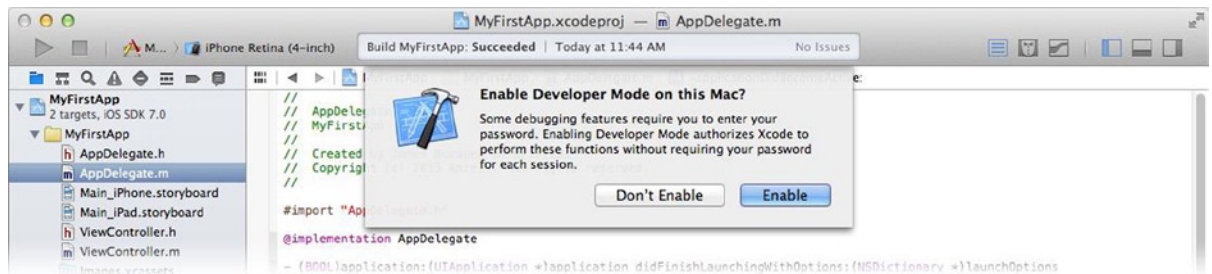 MyFirstApp.xcodeproj — AppDelegate.m
M... iPhone Retina (4-inch)
Build MyFirstApp: Succeeded | Today at 11:44 AM
No Issues
MyFirstApp
2 targets, iOS SDK 7.0
MyFirstApp
h AppDelegate.h
m AppDelegate.m
Main_iPhone.storyboard
Main_iPad.storyboard
h ViewController.h
m ViewController.m
Images.xcassets
Enable Developer Mode on this Mac?
Some debugging features require you to enter your
password. Enabling Developer Mode authorizes Xcode to
perform these functions without requiring your password
for each session.
Don't Enable
Enable
//
// AppDele
// MyFirst
//
// Created
// Copyrigh
//
#import "App
@implementation AppDelegate
- (BOOL)application:(UIApplication *)application didFinishLaunchingWithOptions:(NSDictionary *)launchOptions